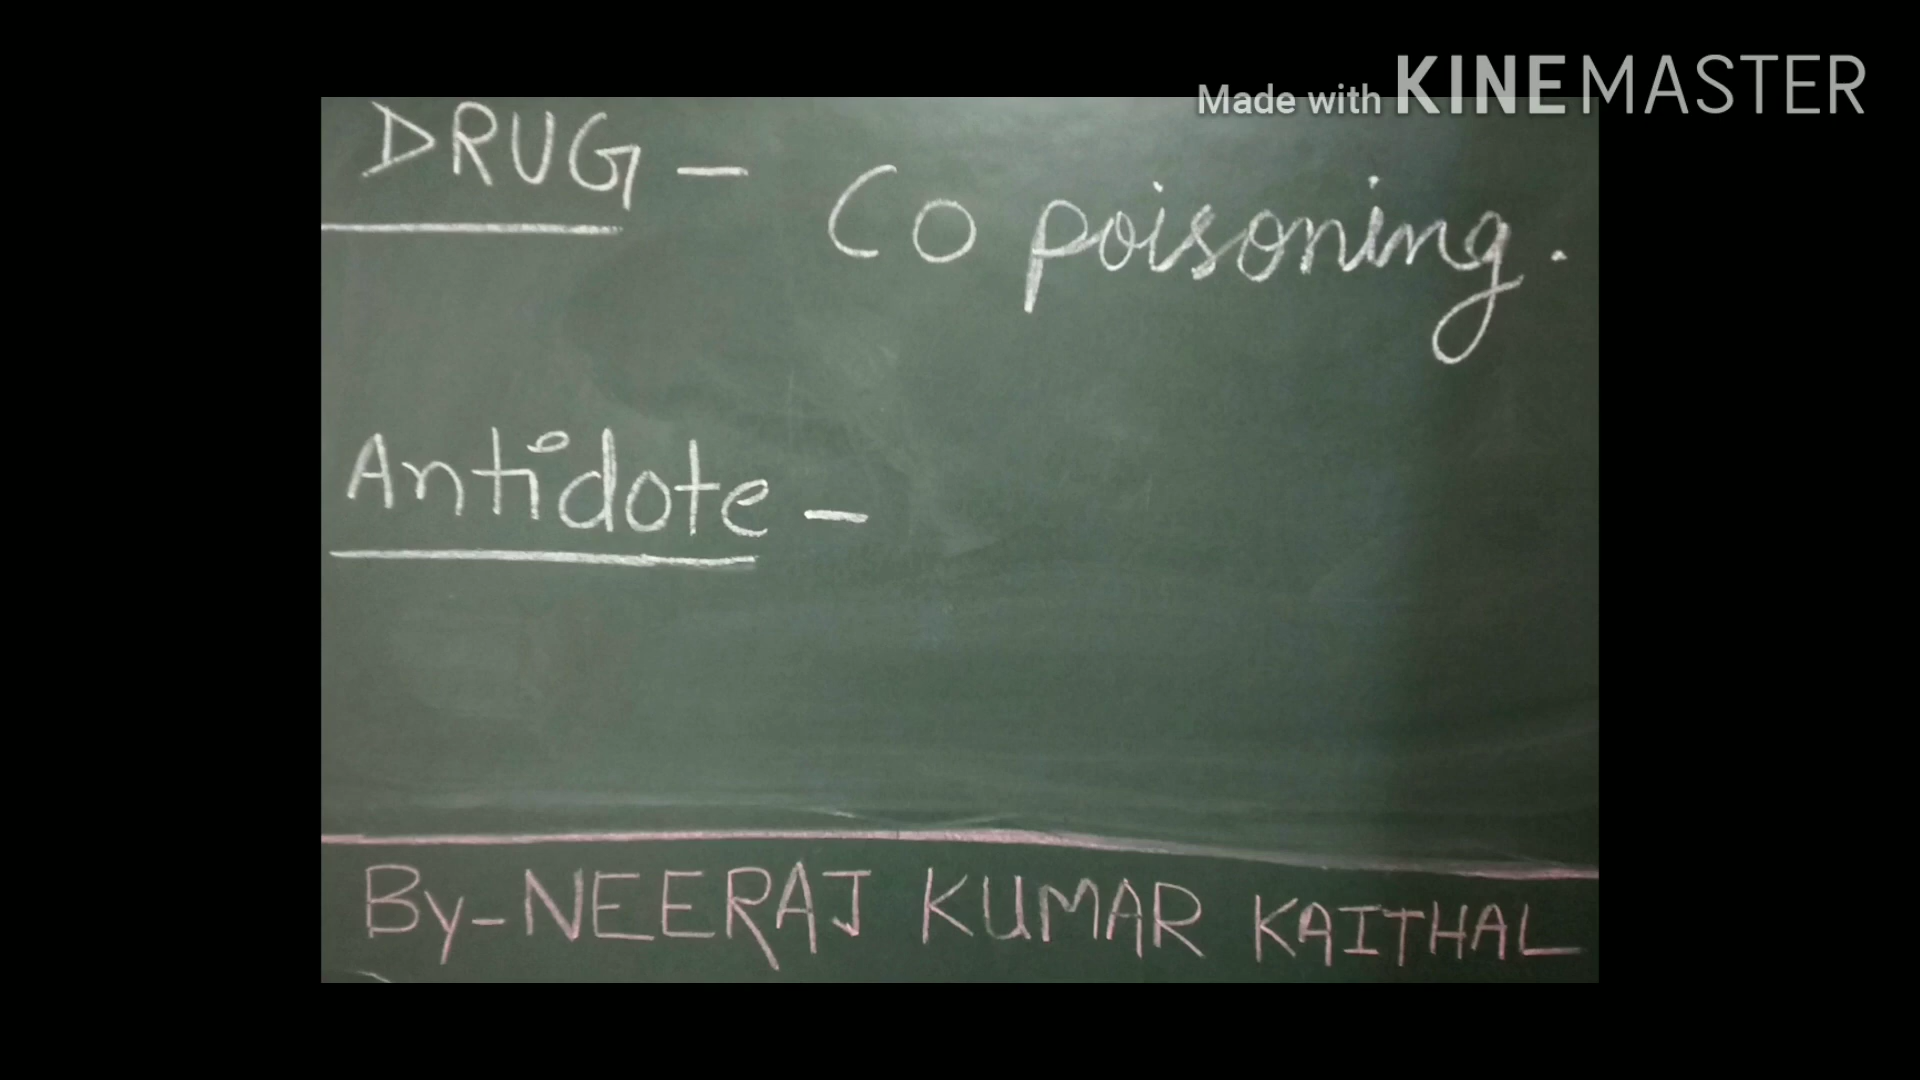 Made with KINEMASTER
DRUG - CO poisoning.
Antidote -
By-NEERAJ KUMAR KAITHAL